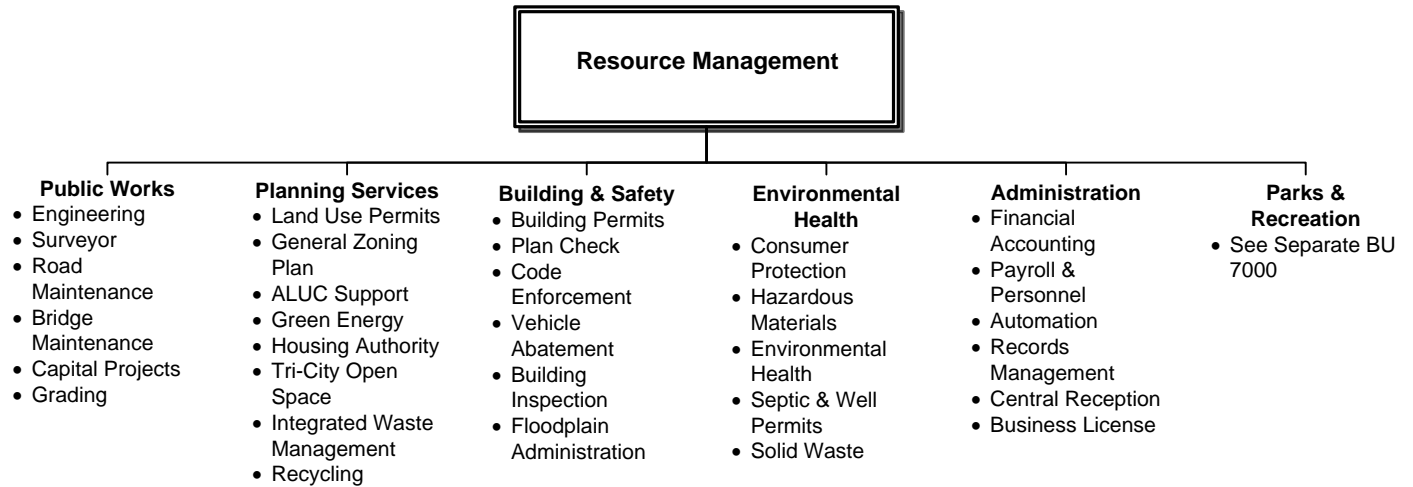 Resource Management
Public Works
• Engineering
• Surveyor
• Road
Maintenance
• Bridge
Maintenance
• Capital Projects
• Grading
Planning Services
• Land Use Permits
• General Zoning
Plan
• ALUC Support
• Green Energy
• Housing Authority
• Tri-City Open
Space
• Integrated Waste
Management
• Recycling
Building & Safety
• Building Permits
• Plan Check
• Code
Enforcement
• Vehicle
Abatement
• Building
Inspection
• Floodplain
Administration
Environmental
Health
• Consumer
Protection
• Hazardous
Materials
• Environmental
Health
• Septic & Well
Permits
• Solid Waste
Administration
• Financial
Accounting
• Payroll &
Personnel
• Automation
• Records
Management
• Central Reception
• Business License
Parks &
Recreation
• See Separate BU
7000